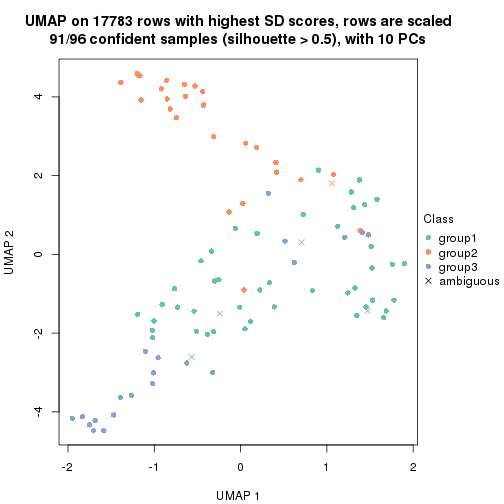 UMAP on 17783 rows with highest SD scores, rows are scaled
91/96 confident samples (silhouette > 0.5), with 10 PCs
4
2
0
-2
-4
UMAP 2
-2
-1
0
1
2
UMAP 1
Class
group1
group2
group3
ambiguous